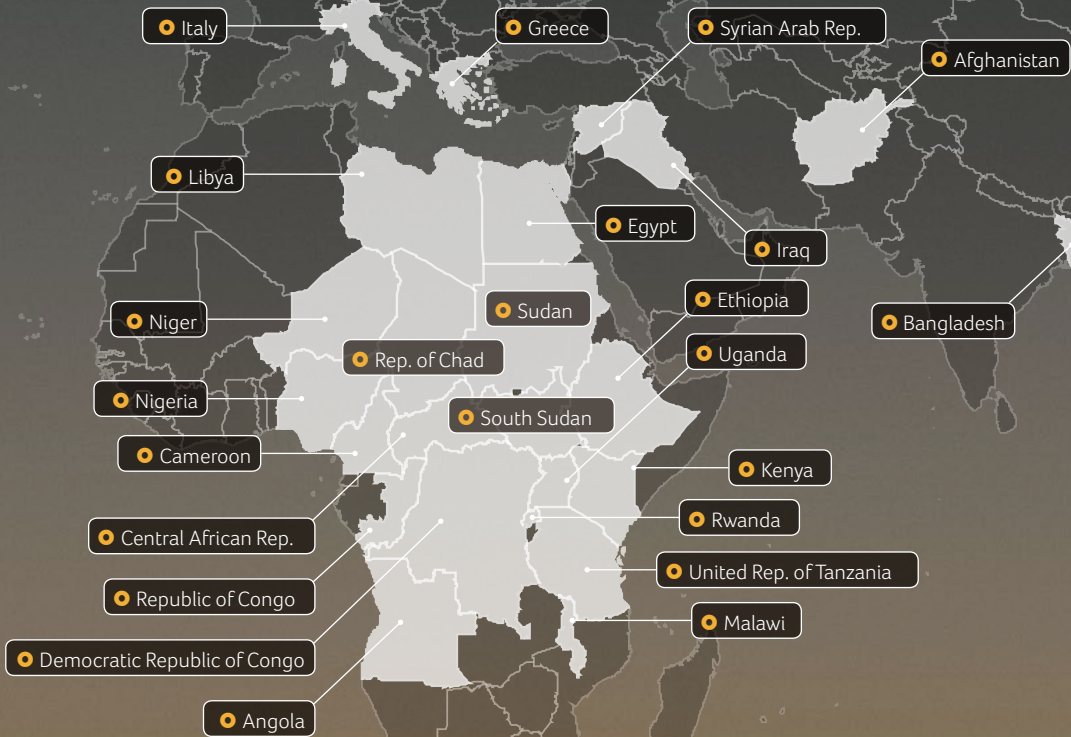 Italy
Greece
Syrian Arab Rep.
Afghanistan
Libya
Egypt
Iraq
Ethiopia
Bangladesh
Niger
Sudan
Uganda
Rep. of Chad
Nigeria
South Sudan
Cameroon
Kenya
Central African Rep.
Rwanda
United Rep. of Tanzania
Republic of Congo
Malawi
Democratic Republic of Congo
Angola